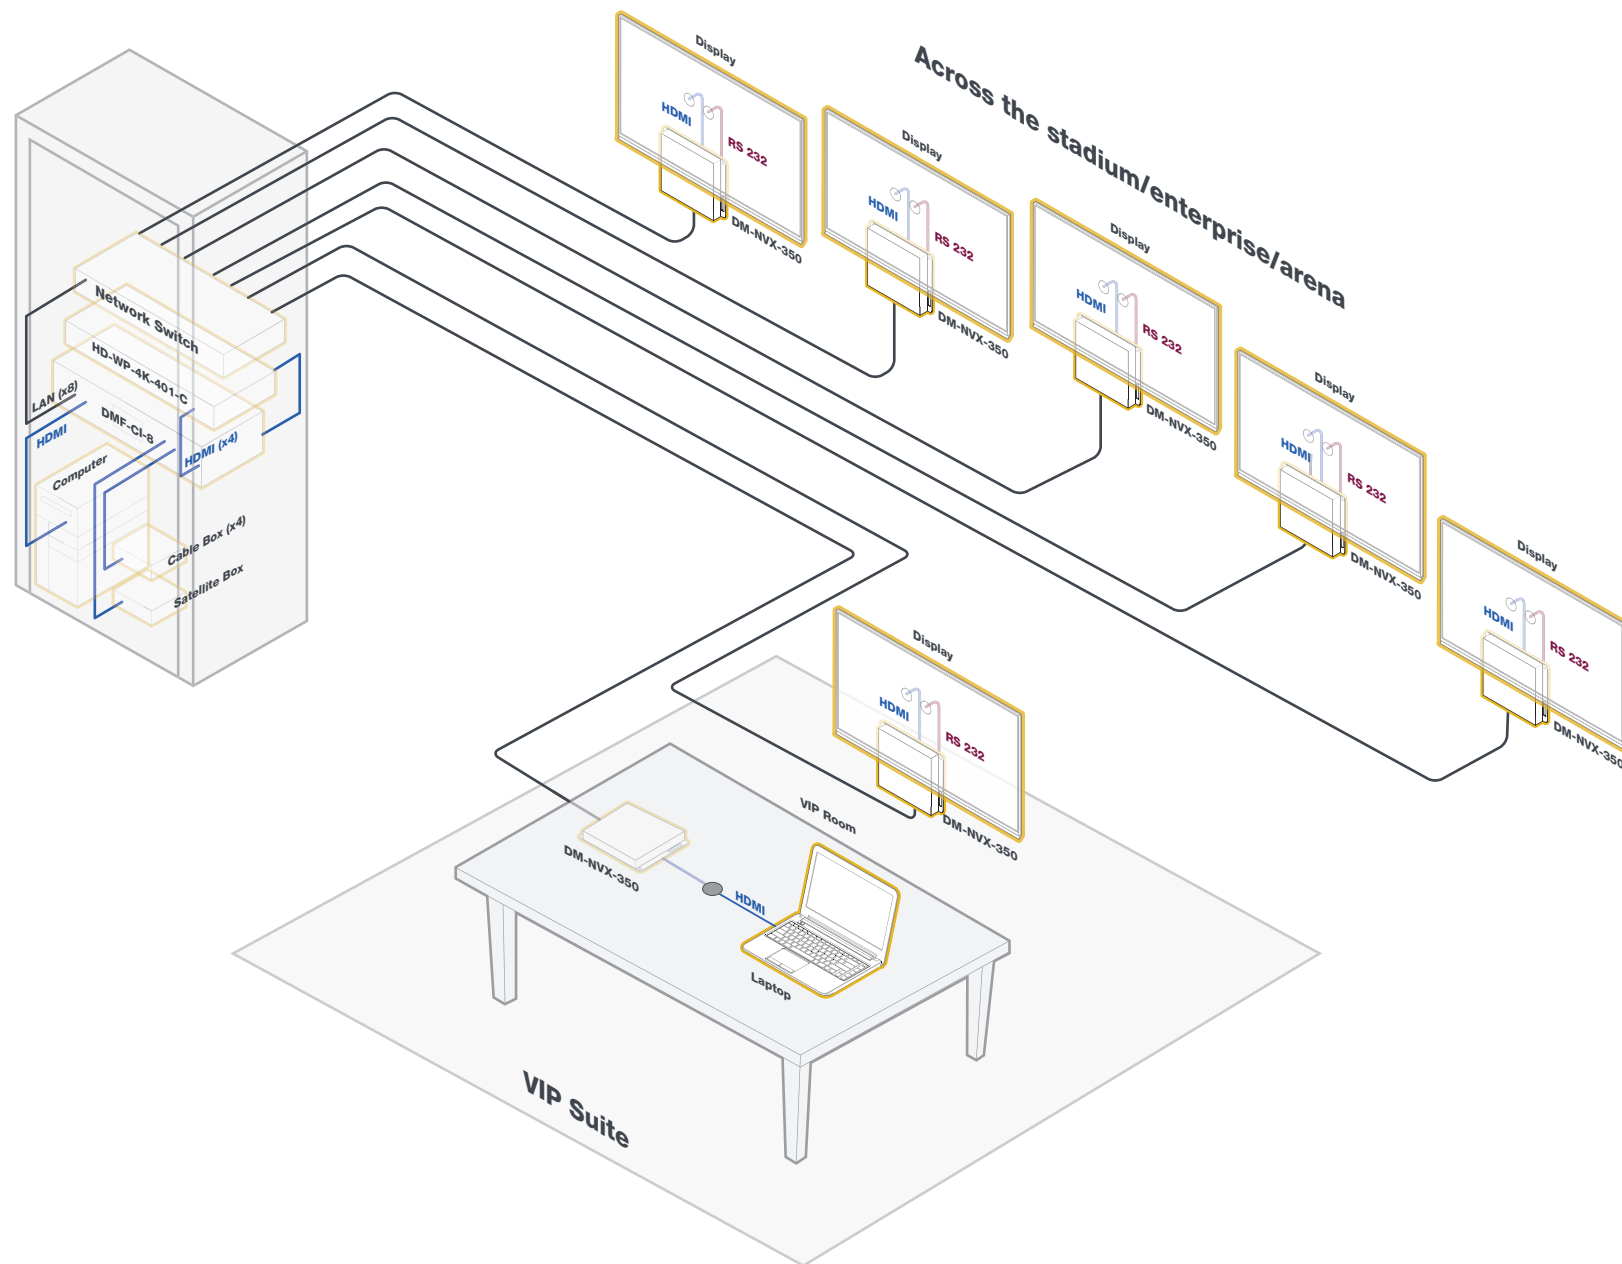 Across the stadium/enterprise/arena
Display
HDMI
RS 232
DM-NVX-350
Display
HDMI
RS 232
DM-NVX-350
Display
HDMI
RS 232
DM-NVX-350
Display
HDMI
RS 232
DM-NVX-350
Display
HDMI
RS 232
DM-NVX-350
Network Switch
HD-WP-4K-401-C
LAN (x8)
DMF-CI-8
HDMI
HDMI (x4)
Computer
Cable Box (x4)
Satellite Box
Display
HDMI
RS 232
DM-NVX-350
VIP Room
DM-NVX-350
HDMI
Laptop
VIP Suite